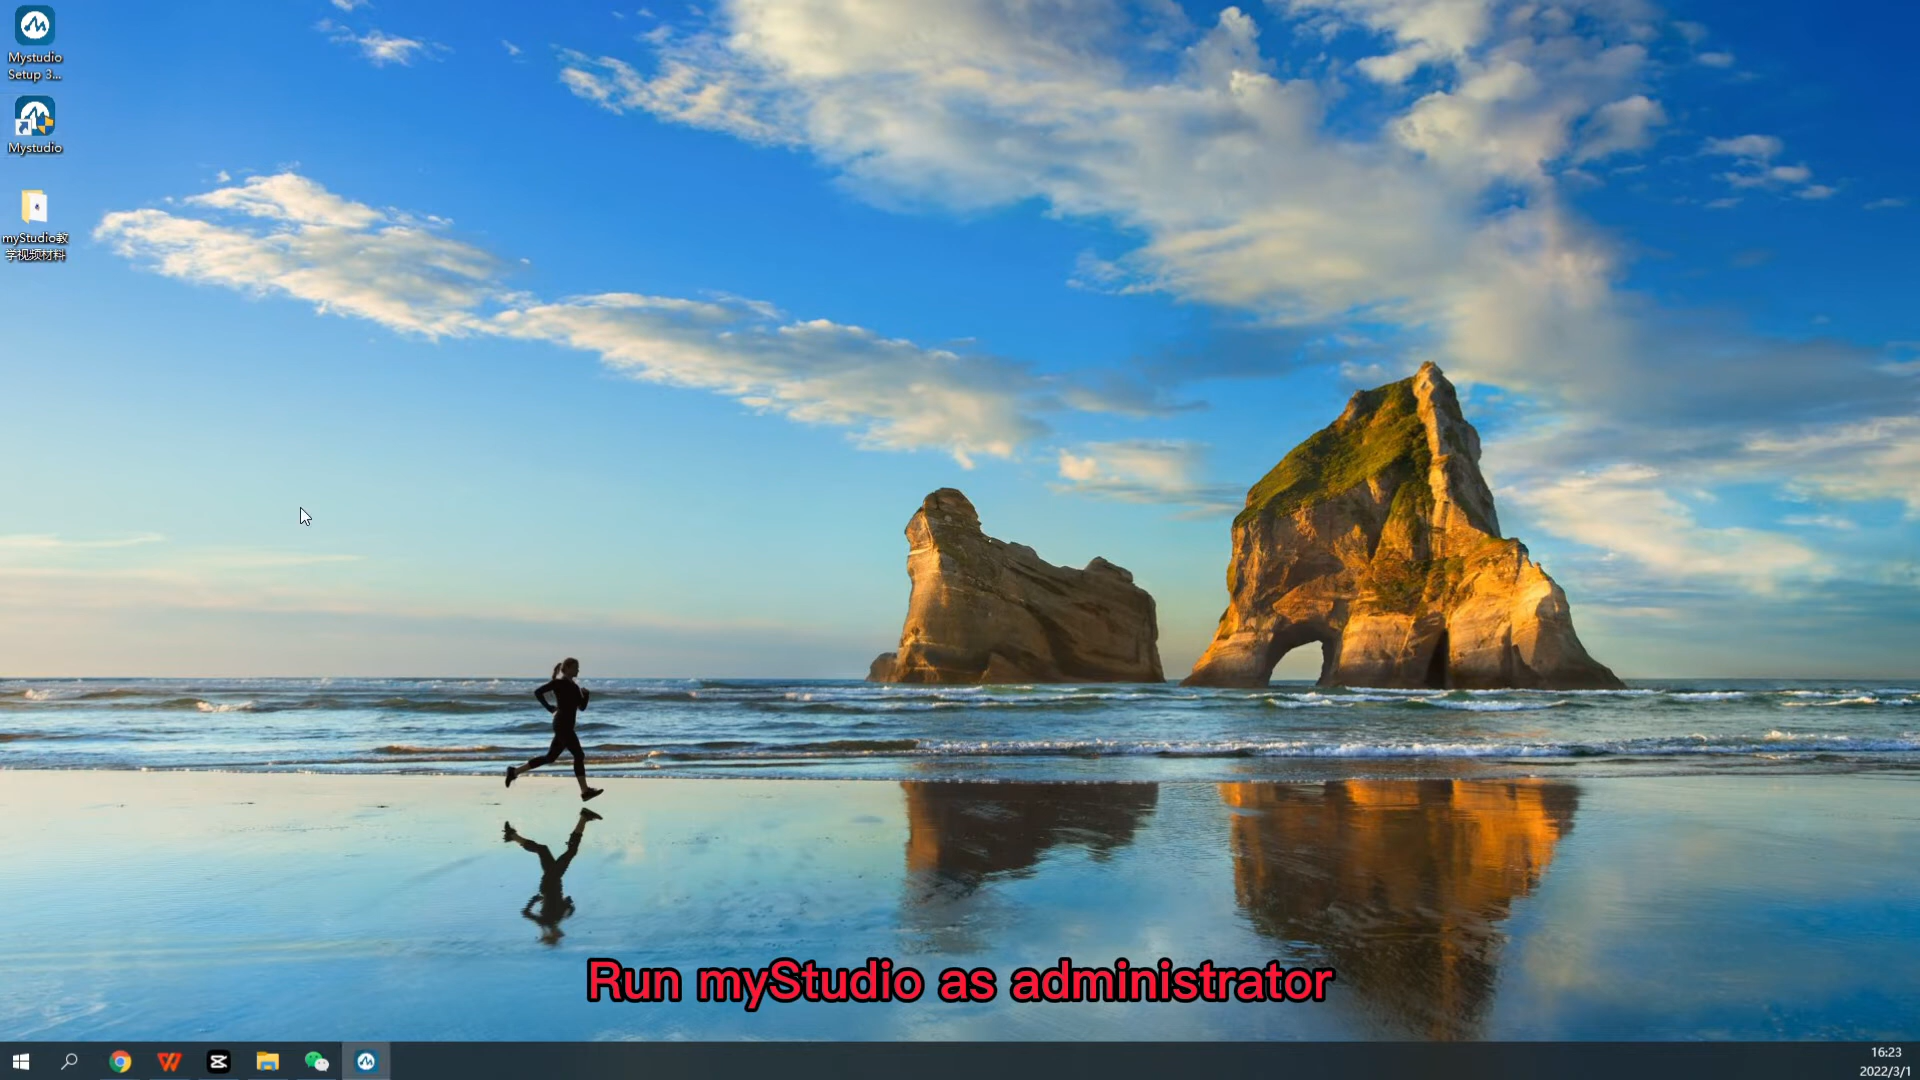 Mystudio
Setup 3...
Mystudio
myStudio教
学视频材料
Run myStudio as administrator
16:23
2022/3/1